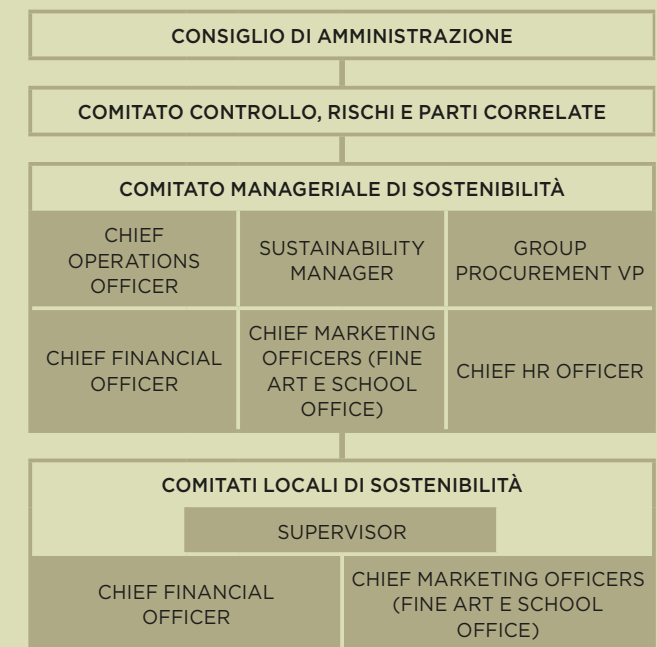 CONSIGLIO DI AMMINISTRAZIONE
COMITATO CONTROLLO, RISCHI E PARTI CORRELATE
COMITATO MANAGERIALE DI SOSTENIBILITÀ
CHIEF
OPERATIONS
OFFICER
SUSTAINABILITY
MANAGER
GROUP
PROCUREMENT VP
CHIEF FINANCIAL
OFFICER
CHIEF MARKETING
OFFICERS (FINE
ART E SCHOOL
OFFICE)
CHIEF HR OFFICER
COMITATI LOCALI DI SOSTENIBILITÀ
SUPERVISOR
CHIEF FINANCIAL
OFFICER
CHIEF MARKETING OFFICERS
(FINE ART E SCHOOL
OFFICE)